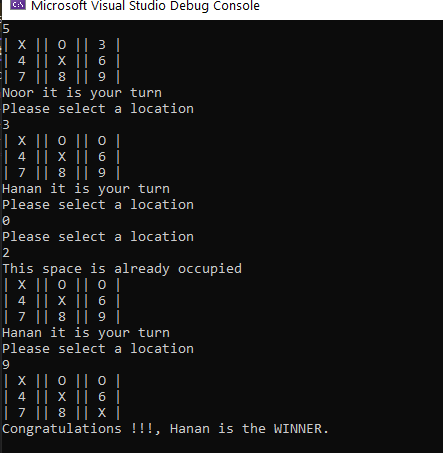 Microsoft Visual Studio Debug Console
5
| X || O || 3 |
| 4 || X || 6 |
| 7 || 8 || 9 |
Noor it is your turn
Please select a location
3
| X || O || O |
| 4 || X || 6 |
| 7 || 8 || 9 |
Hanan it is your turn
Please select a location
0
Please select a location
2
This space is already occupied
| X || O || O |
| 4 || X || 6 |
| 7 || 8 || 9 |
Hanan it is your turn
Please select a location
9
| X || O || O |
| 4 || X || 6 |
| 7 || 8 || X |
Congratulations !!!, Hanan is the WINNER.